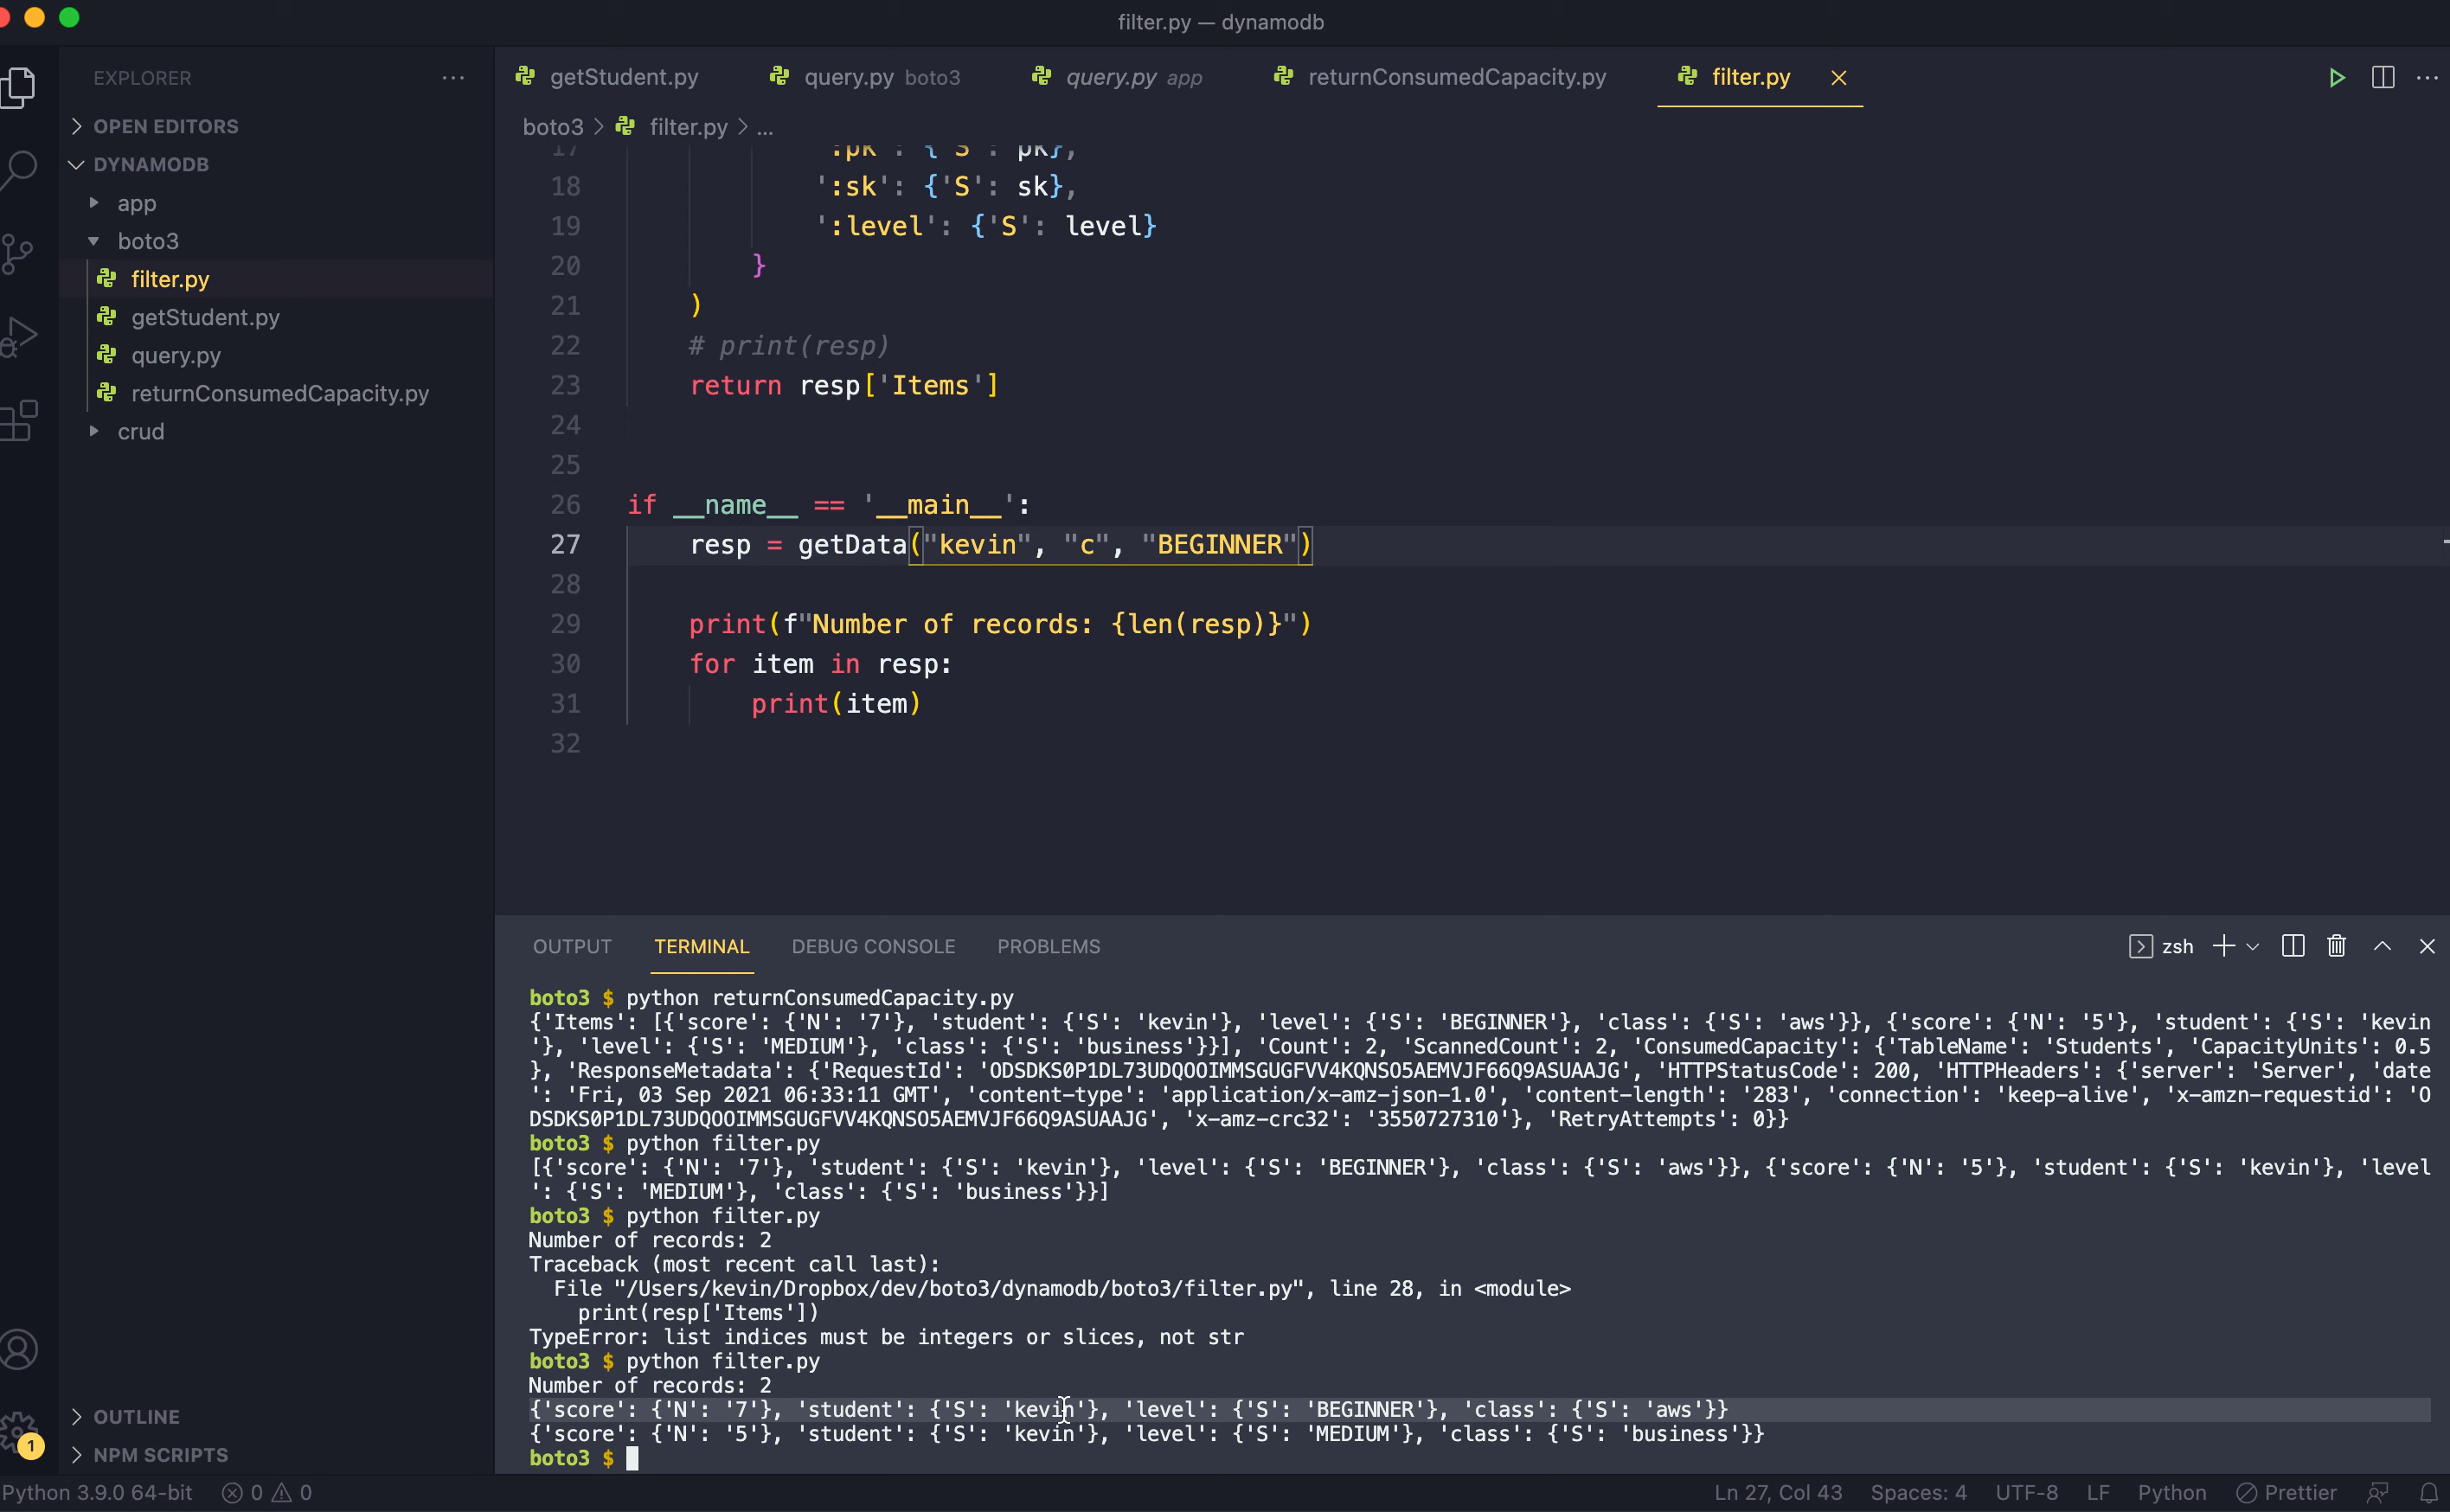 filter.py — dynamodb
EXPLORER
OPEN EDITORS
DYNAMODB
app
boto3
filter.py
getStudent.py
query.py
returnConsumedCapacity.py
crud
OUTLINE
NPM SCRIPTS
1
getStudent.py query.py boto3 query.py app returnConsumedCapacity.py filter.py
boto3 > filter.py > ...
17 ':pk': {'S': pk},
18 ':sk': {'S': sk},
19 ':level': {'S': level}
20 }
21 )
22 # print(resp)
23 return resp['Items']
24
25
26 if __name__ == '__main__':
27 resp = getData("kevin", "c", "BEGINNER")
28
29 print(f"Number of records: {len(resp)}")
30 for item in resp:
31 print(item)
32
OUTPUT TERMINAL DEBUG CONSOLE PROBLEMS zsh
boto3 $ python returnConsumedCapacity.py
{'Items': [{'score': {'N': '7'}, 'student': {'S': 'kevin'}, 'level': {'S': 'BEGINNER'}, 'class': {'S': 'aws'}}, {'score': {'N': '5'}, 'student': {'S': 'kevin
'}, 'level': {'S': 'MEDIUM'}, 'class': {'S': 'business'}}], 'Count': 2, 'ScannedCount': 2, 'ConsumedCapacity': {'TableName': 'Students', 'CapacityUnits': 0.5
}, 'ResponseMetadata': {'RequestId': 'ODSDKS0P1DL73UDQOOIMMSGUGFVV4KQNSO5AEMVJF66Q9ASUAAJG', 'HTTPStatusCode': 200, 'HTTPHeaders': {'server': 'Server', 'date
': 'Fri, 03 Sep 2021 06:33:11 GMT', 'content-type': 'application/x-amz-json-1.0', 'content-length': '283', 'connection': 'keep-alive', 'x-amzn-requestid': 'O
DSDKS0P1DL73UDQOOIMMSGUGFVV4KQNSO5AEMVJF66Q9ASUAAJG', 'x-amz-crc32': '3550727310'}, 'RetryAttempts': 0}}
boto3 $ python filter.py
[{'score': {'N': '7'}, 'student': {'S': 'kevin'}, 'level': {'S': 'BEGINNER'}, 'class': {'S': 'aws'}}, {'score': {'N': '5'}, 'student': {'S': 'kevin'}, 'level
': {'S': 'MEDIUM'}, 'class': {'S': 'business'}}]
boto3 $ python filter.py
Number of records: 2
Traceback (most recent call last):
File "/Users/kevin/Dropbox/dev/boto3/dynamodb/boto3/filter.py", line 28, in <module>
print(resp['Items'])
TypeError: list indices must be integers or slices, not str
boto3 $ python filter.py
Number of records: 2
{'score': {'N': '7'}, 'student': {'S': 'kevin'}, 'level': {'S': 'BEGINNER'}, 'class': {'S': 'aws'}}
{'score': {'N': '5'}, 'student': {'S': 'kevin'}, 'level': {'S': 'MEDIUM'}, 'class': {'S': 'business'}}
boto3 $
Python 3.9.0 64-bit 0 0 Ln 27, Col 43 Spaces: 4 UTF-8 LF Python Prettier